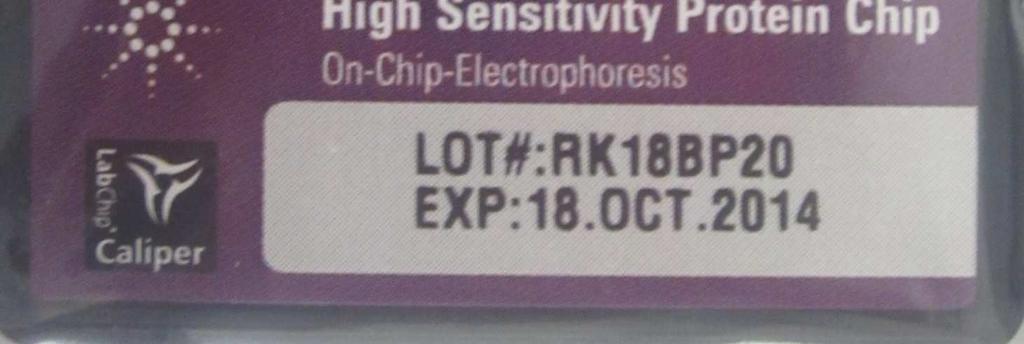 High Sensitivity Protein Chip
On-Chip-Electrophoresis
LOT#:RK18BP20
EXP:18.OCT.2014
LabChip®
Caliper